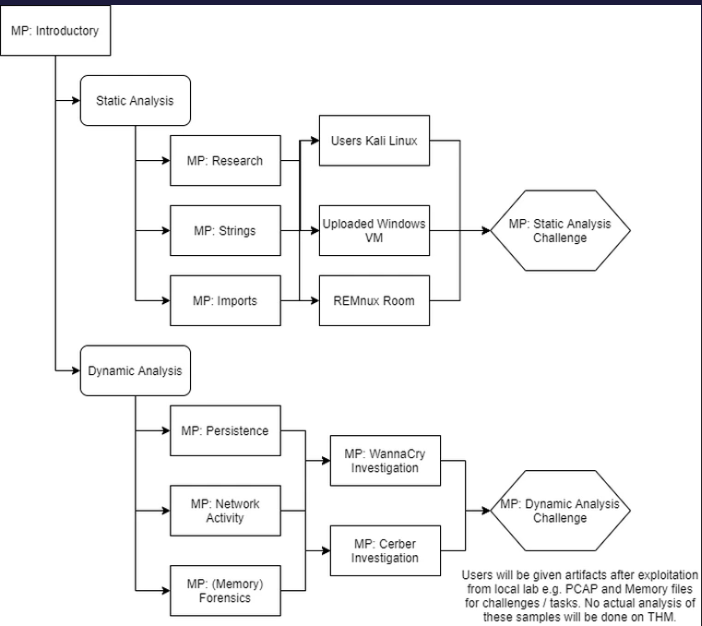 MP: Introductory
Static Analysis
MP: Research
Users Kali Linux
MP: Strings
Uploaded Windows
VM
MP: Static Analysis
Challenge
MP: Imports
REMnux Room
Dynamic Analysis
MP: Persistence
MP: WannaCry
Investigation
MP: Network
Activity
MP: Dynamic Analysis
Challenge
MP: Cerber
Investigation
MP: (Memory)
Forensics
Users will be given artifacts after exploitation
from local lab e.g. PCAP and Memory files
for challenges / tasks. No actual analysis of
these samples will be done on THM.